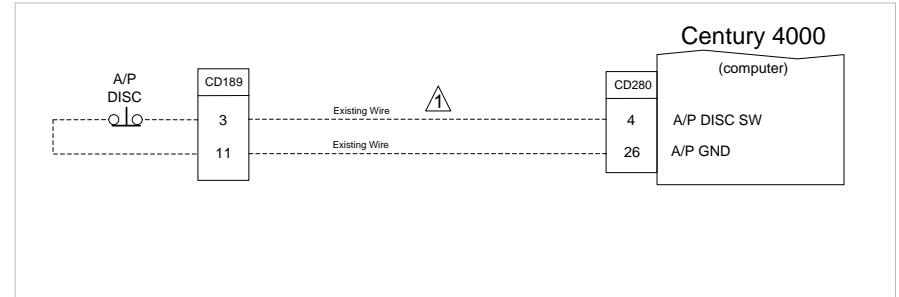 Century 4000
(computer)
A/P
DISC
CD189
CD280
3
Existing Wire
1
4
A/P DISC SW
11
Existing Wire
26
A/P GND